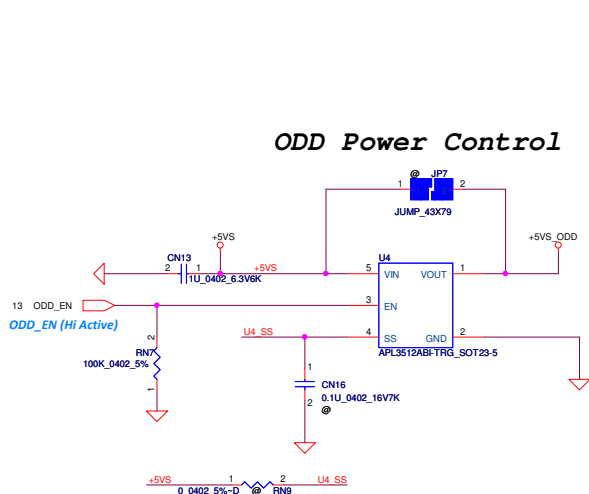 ODD Power Control
@ JP7
1 2
JUMP_43X79
+5VS
+5VS_ODD
CN13
2 1
+5VS
1U_0402_6.3V6K
U4
5 VIN VOUT 1
13 ODD_EN
3 EN
ODD_EN (Hi Active)
U4_SS
4 SS GND 2
2
RN7
100K_0402_5%
1
APL3512ABI-TRG_SOT23-5
1
CN16
0.1U_0402_16V7K
2
@
+5VS 1 2 U4_SS
0_0402_5%~D @ RN9